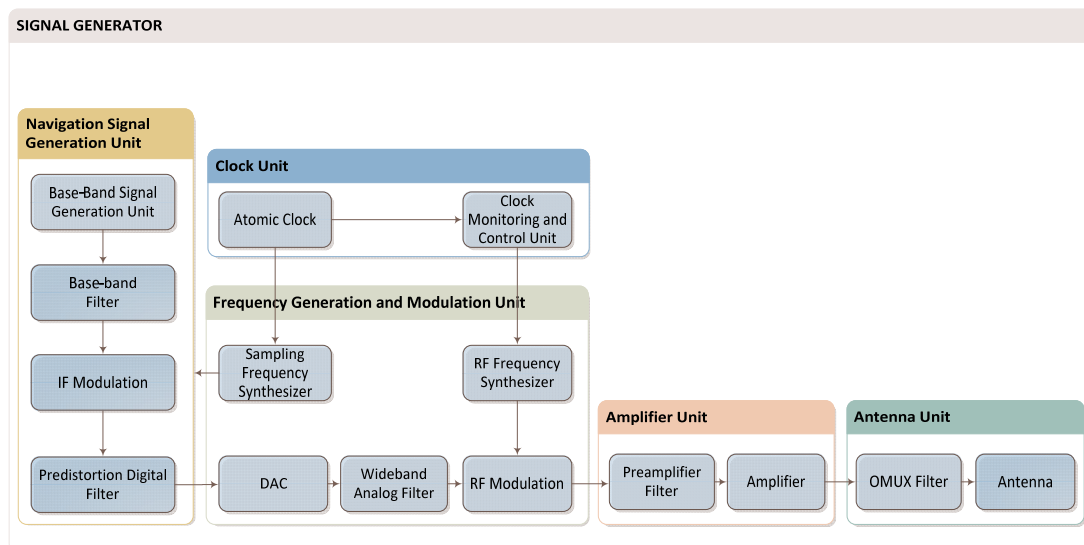 SIGNAL GENERATOR
Navigation Signal
Generation Unit
Base-Band Signal
Generation Unit
Base-band
Filter
IF Modulation
Predistortion Digital
Filter
Clock Unit
Atomic Clock
Clock
Monitoring and
Control Unit
Frequency Generation and Modulation Unit
Sampling
Frequency
Synthesizer
RF Frequency
Synthesizer
DAC
Wideband
Analog Filter
RF Modulation
Amplifier Unit
Preamplifier
Filter
Amplifier
Antenna Unit
OMUX Filter
Antenna